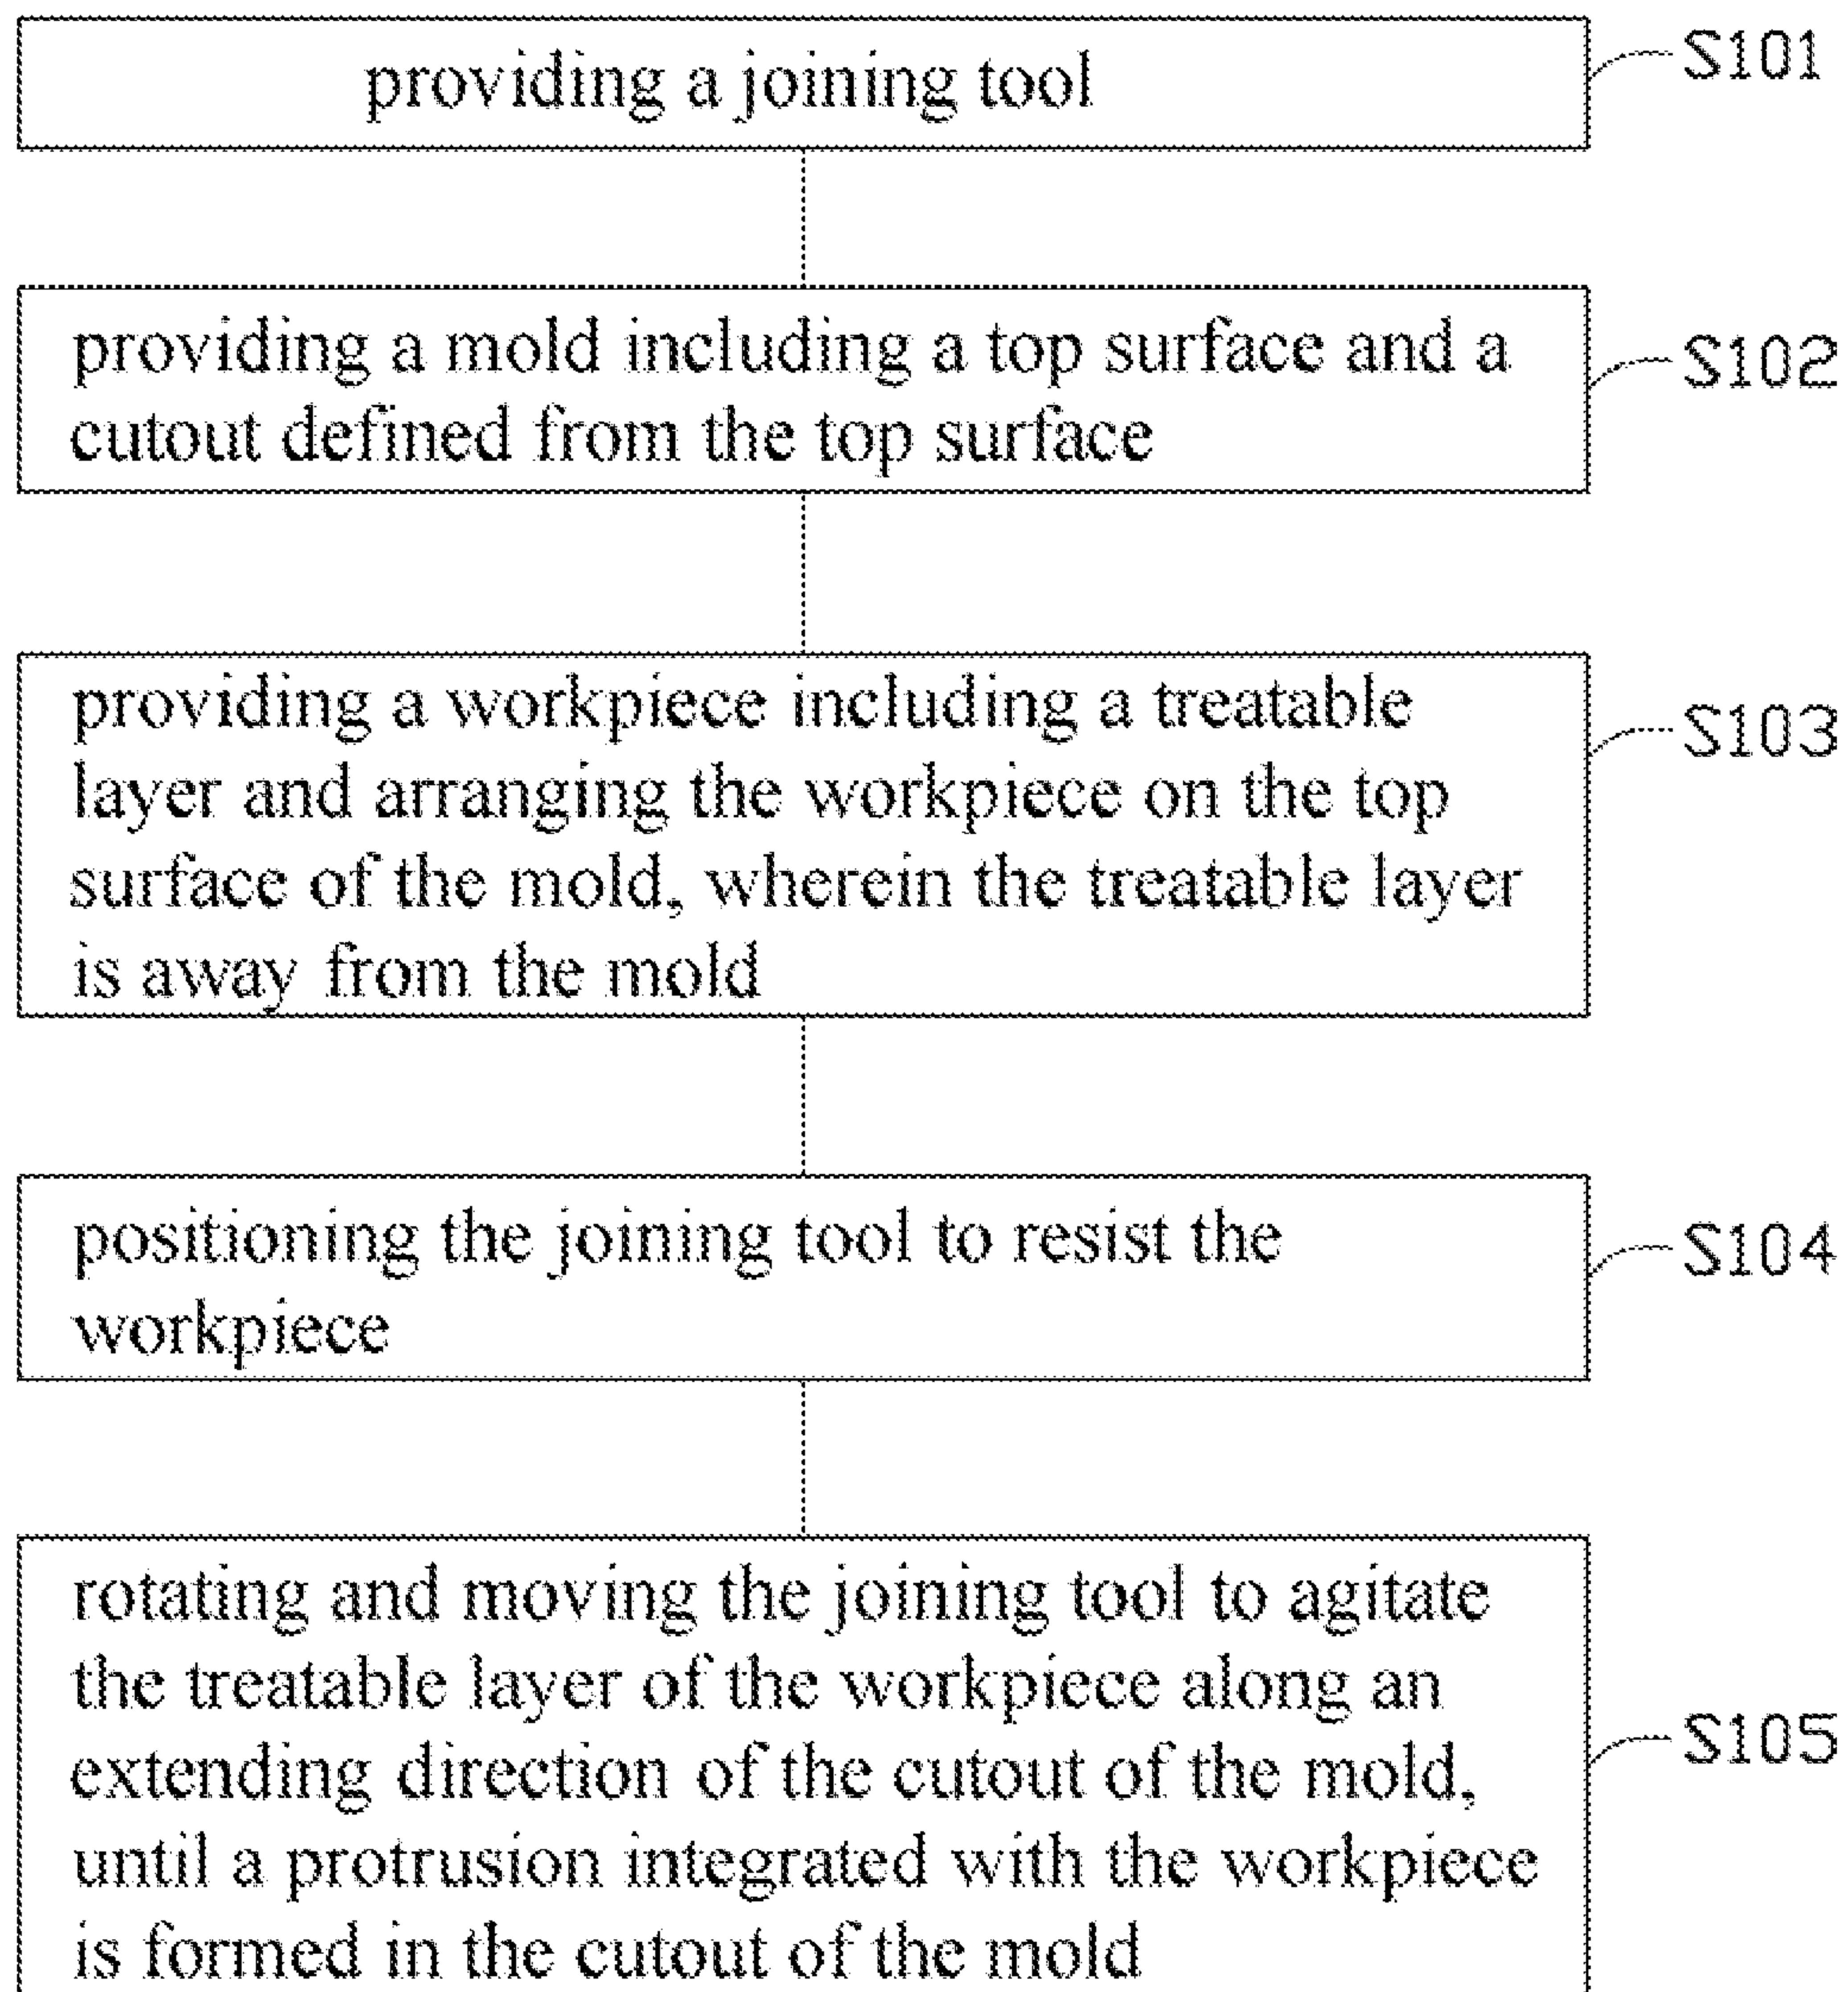 providing a joining tool
S101
providing a mold including a top surface and a
cutout defined from the top surface
S102
providing a workpiece including a treatable
layer and arranging the workpiece on the top
surface of the mold, wherein the treatable layer
is away from the mold
S103
positioning the joining tool to resist the
workpiece
S104
rotating and moving the joining tool to agitate
the treatable layer of the workpiece along an
extending direction of the cutout of the mold,
until a protrusion integrated with the workpiece
is formed in the cutout of the mold
S105